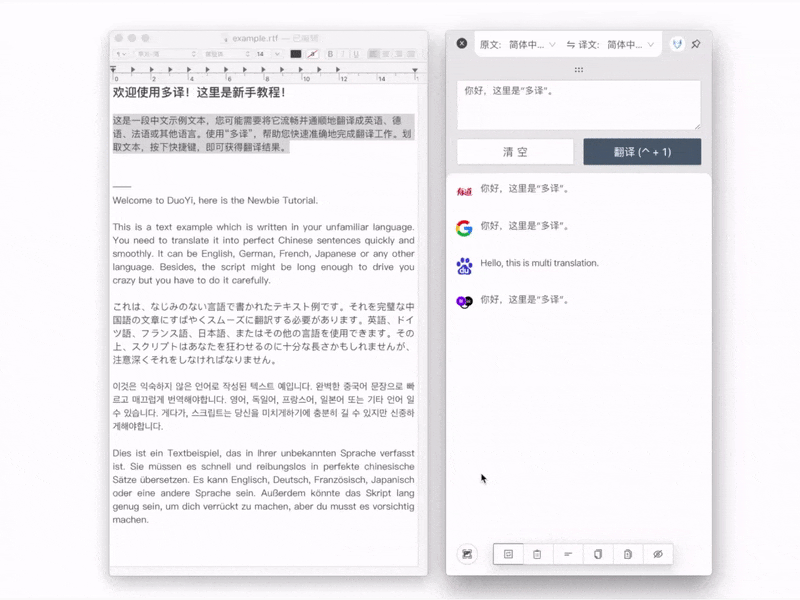 example.rtf — 已编辑
14
B I U
0 2 4 6 8 10 12 14
欢迎使用多译！这里是新手教程！
这是一段中文示例文本，您可能需要将它流畅并通顺地翻译成英语、德
语、法语或其他语言。使用“多译”，帮助您快速准确地完成翻译工作。划
取文本，按下快捷键，即可获得翻译结果。
Welcome to DuoYi, here is the Newbie Tutorial.
This is a text example which is written in your unfamiliar language.
You need to translate it into perfect Chinese sentences quickly and
smoothly. It can be English, German, French, Japanese or any other
language. Besides, the script might be long enough to drive you
crazy but you have to do it carefully.
これは、なじみのない言語で書かれたテキスト例です。それを完璧な中
国語の文章にすばやくスムーズに翻訳する必要があります。英語、ドイ
ツ語、フランス語、日本語、またはその他の言語を使用できます。その
上、スクリプトはあなたを狂わせるのに十分な長さかもしれませんが、
注意深くそれをしなければなりません。
이것은 익숙하지 않은 언어로 작성된 텍스트 예입니다. 완벽한 중국어 문장으로 빠
르고 매끄럽게 번역해야합니다. 영어, 독일어, 프랑스어, 일본어 또는 기타 언어 일
수 있습니다. 게다가, 스크립트는 당신을 미치게하기에 충분히 길 수 있지만 신중하
게해야합니다.
Dies ist ein Textbeispiel, das in Ihrer unbekannten Sprache verfasst
ist. Sie müssen es schnell und reibungslos in perfekte chinesische
Sätze übersetzen. Es kann Englisch, Deutsch, Französisch, Japanisch
oder eine andere Sprache sein. Außerdem könnte das Skript lang
genug sein, um dich verrückt zu machen, aber du musst es vorsichtig
machen.
原文: 简体中... 译文: 简体中...
你好，这里是“多译”。
清 空
翻译 (^ + 1)
有道 你好，这里是“多译”。
你好，这里是“多译”。
du Hello, this is multi translation.
你好，这里是“多译”。